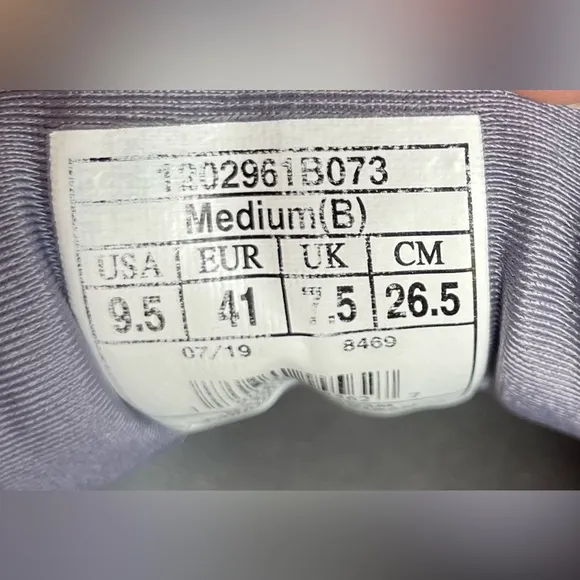 1202961B073
Medium(B)
USA EUR UK CM
9.5 41 7.5 26.5
07/19 8469